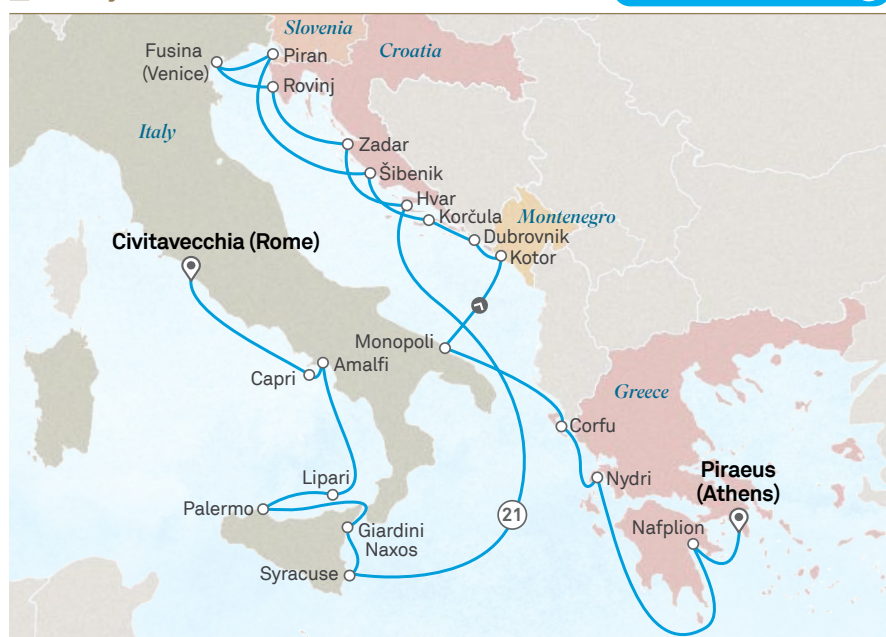 Slovenia
Croatia
Fusina
(Venice)
Piran
Rovinj
Italy
Zadar
Šibenik
Hvar
Korčula
Montenegro
Dubrovnik
Kotor
Civitavecchia (Rome)
Monopoli
Capri
Amalfi
Greece
Corfu
Lipari
Nydri
Piraeus
(Athens)
Palermo
21
Giardini
Naxos
Nafplion
Syracuse